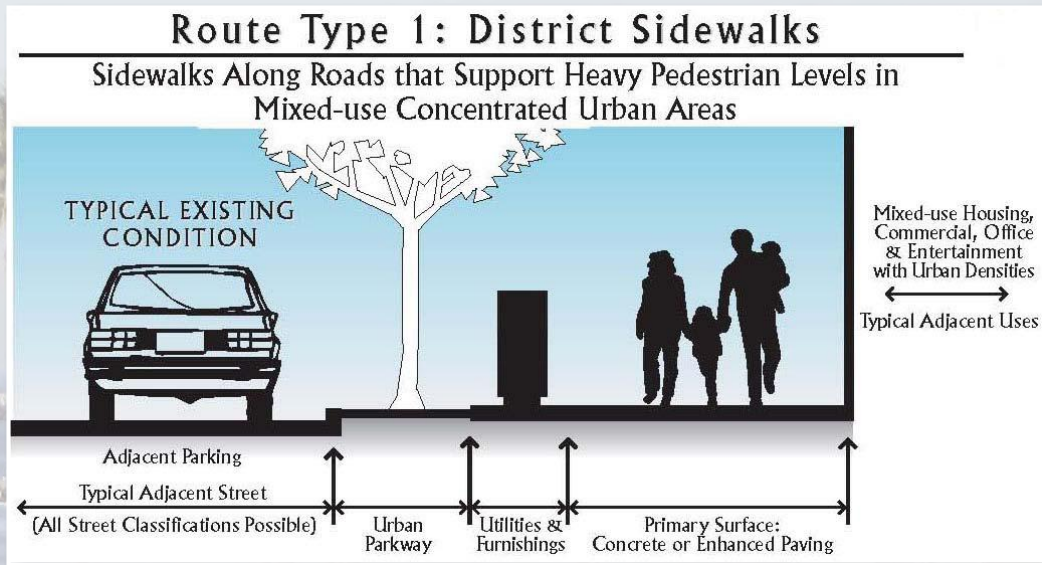 Route Type 1: District Sidewalks
Sidewalks Along Roads that Support Heavy Pedestrian Levels in
Mixed-use Concentrated Urban Areas
TYPICAL EXISTING
CONDITION
Mixed-use Housing,
Commercial, Office
& Entertainment
with Urban Densities
Typical Adjacent Uses
Adjacent Parking
Typical Adjacent Street
(All Street Classifications Possible)
Urban
Parkway
Utilities &
Furnishings
Primary Surface:
Concrete or Enhanced Paving